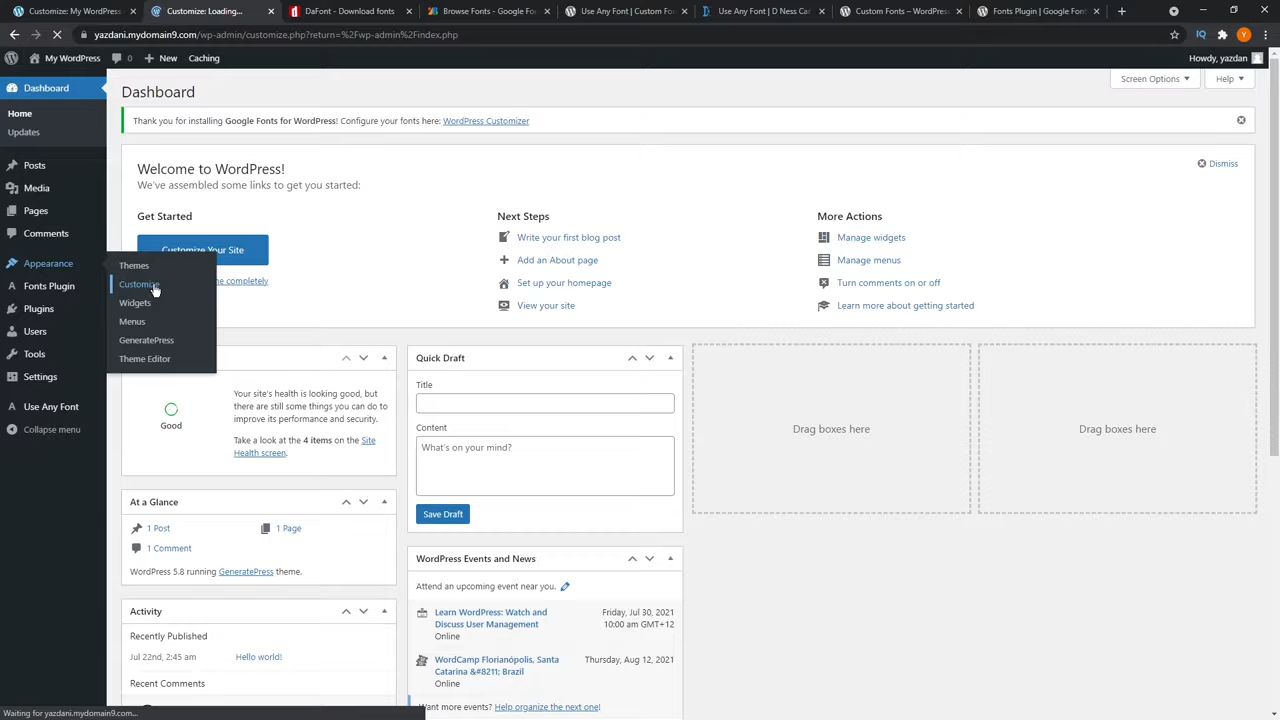 My WordPress — WordPress
Customize: Loading...
DaFont - Download fonts
Browse Fonts - Google Fon
Use Any Font | Custom Fo
Use Any Font | D Ness Ca
Custom Fonts – WordPres
Fonts Plugin | Google Font
yazdani.mydomain9.com/wp-admin/customize.php?return=%2Fwp-admin%2Findex.php
My WordPress
0
New
Caching
Howdy, yazdan
Dashboard
Home
Updates
Posts
Media
Pages
Comments
Appearance
Fonts Plugin
Plugins
Users
Tools
Settings
Use Any Font
Collapse menu
Themes
Customize
Widgets
Menus
GeneratePress
Theme Editor
Screen Options
Help
Dashboard
Thank you for installing Google Fonts for WordPress! Configure your fonts here: WordPress Customizer
Welcome to WordPress!
Dismiss
We've assembled some links to get you started:
Get Started
Customize Your Site
completely
Next Steps
Write your first blog post
Add an About page
Set up your homepage
View your site
More Actions
Manage widgets
Manage menus
Turn comments on or off
Learn more about getting started
Good
Your site's health is looking good, but
there are still some things you can do to
improve its performance and security.
Take a look at the 4 items on the Site
Health screen.
At a Glance
1 Post
1 Page
1 Comment
WordPress 5.8 running GeneratePress theme.
Activity
Recently Published
Jul 22nd, 2:45 am
Hello world!
Recent Comments
Quick Draft
Title
Content
What's on your mind?
Save Draft
WordPress Events and News
Attend an upcoming event near you.
Learn WordPress: Watch and
Discuss User Management
Online
Friday, Jul 30, 2021
10:00 am GMT+12
WordCamp Florianópolis, Santa
Catarina &#8211; Brazil
Online
Thursday, Aug 12, 2021
Want more events? Help organize the next one!
Drag boxes here
Drag boxes here
Waiting for yazdani.mydomain9.com...